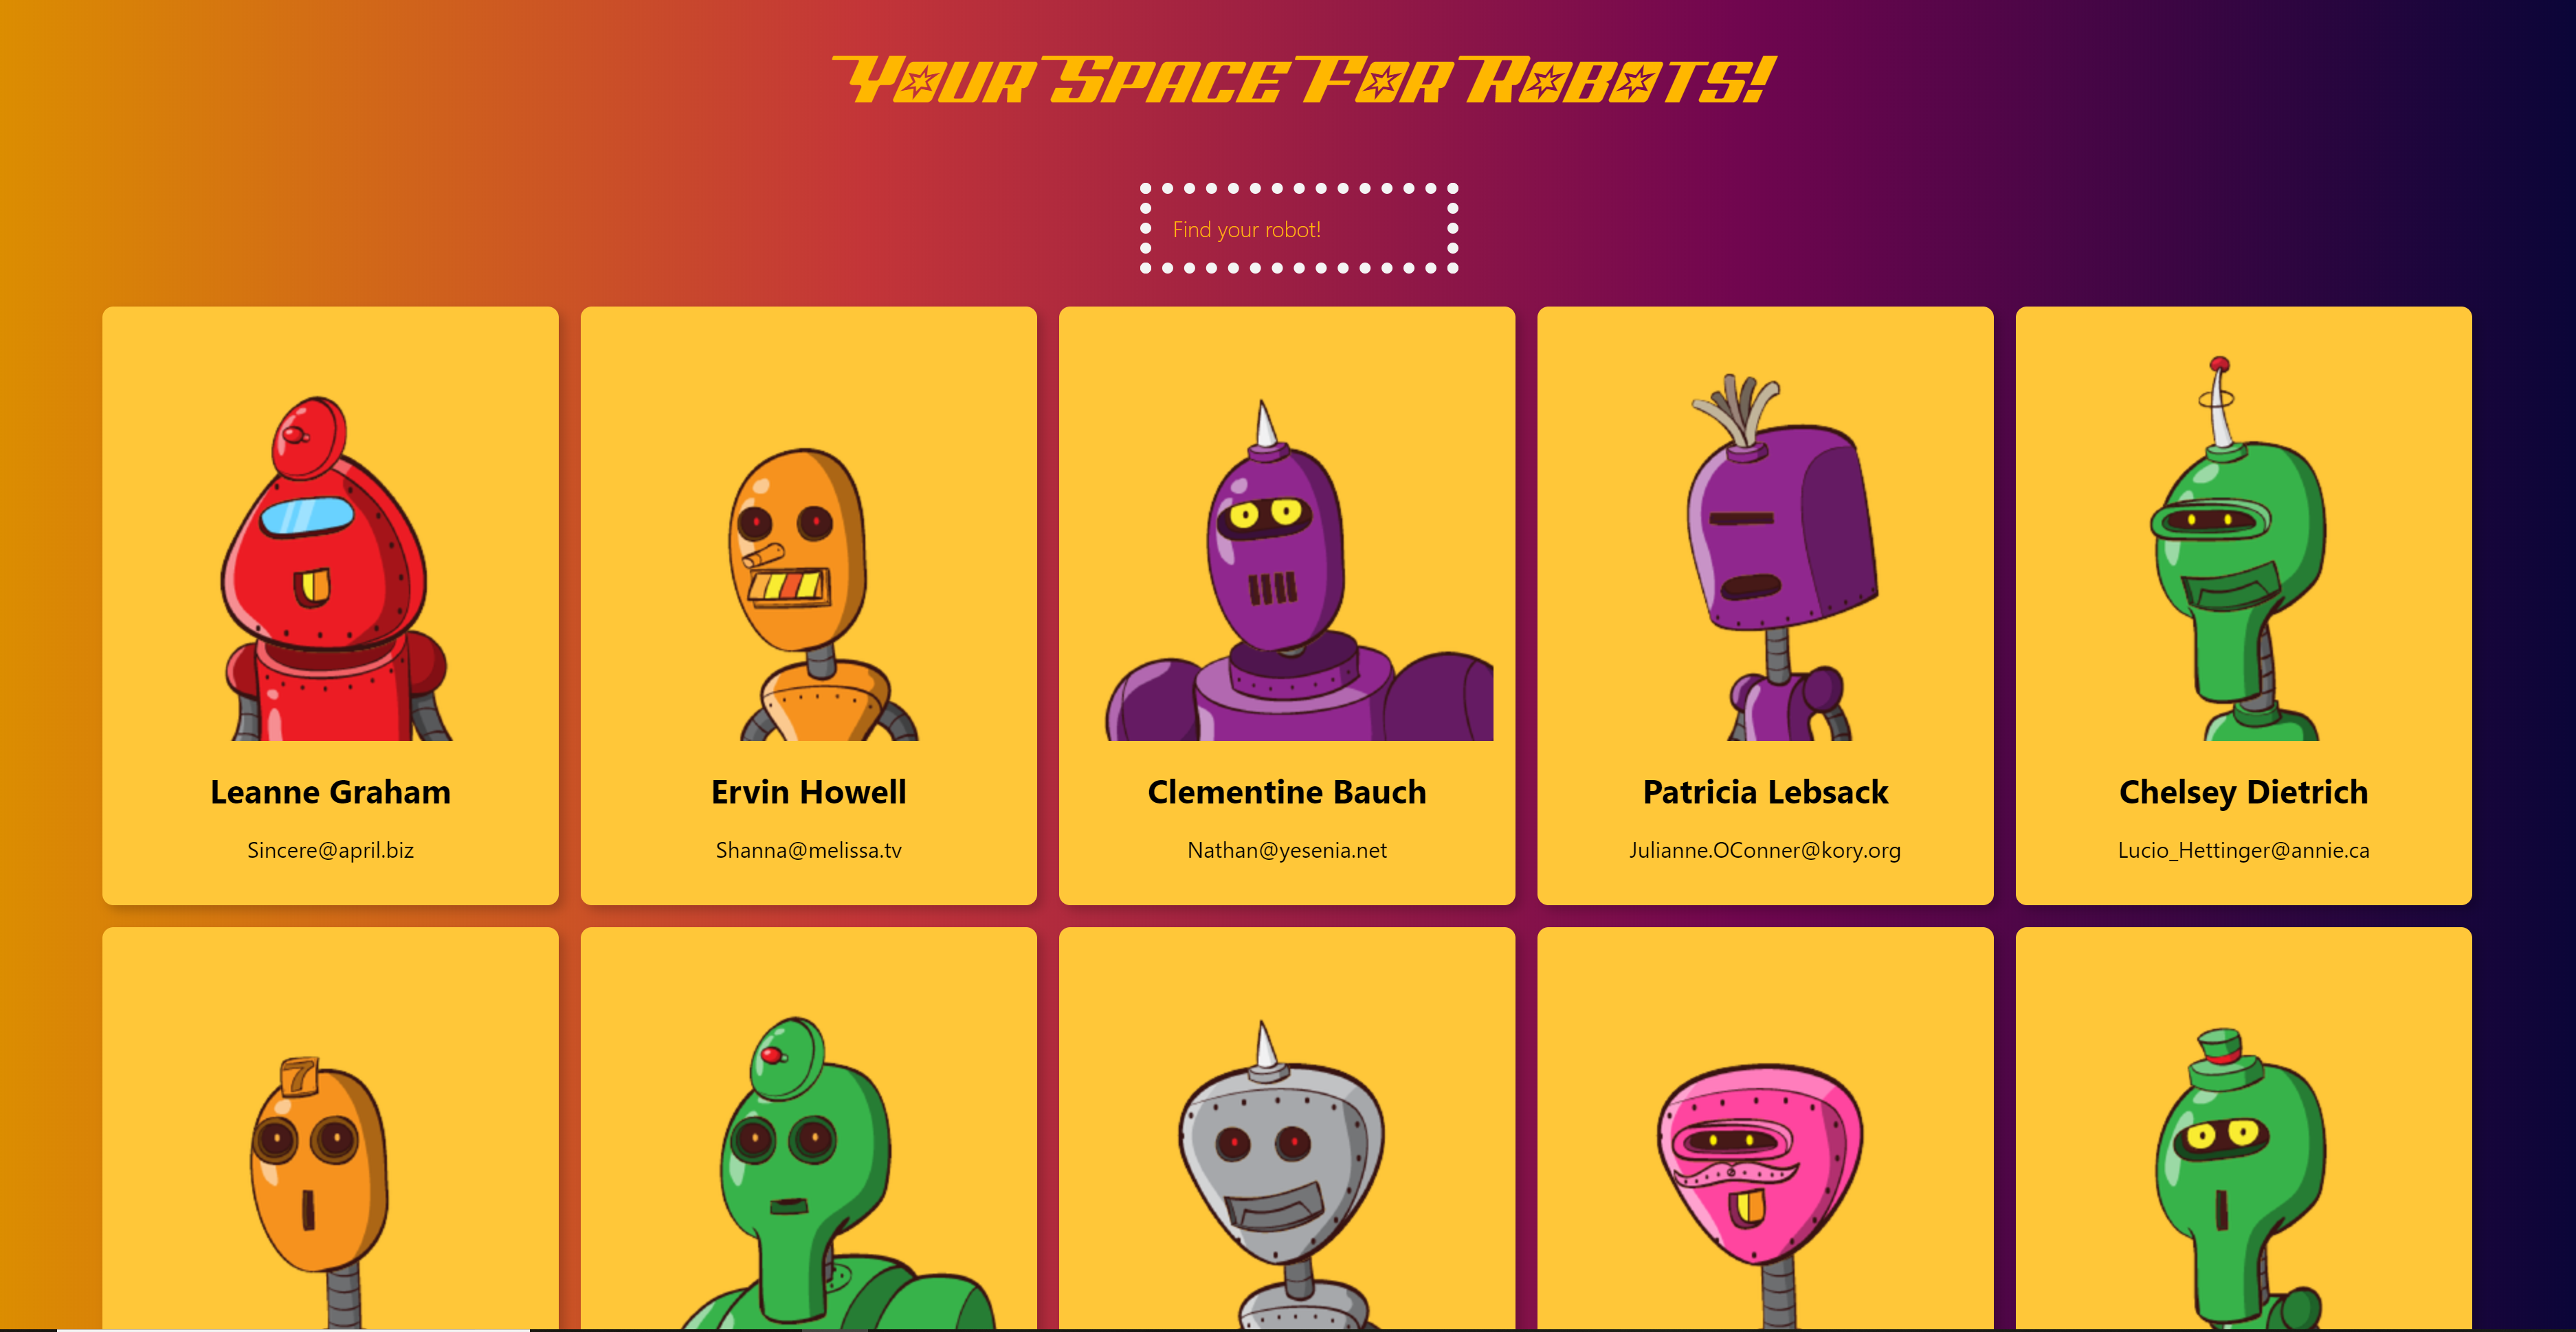 Your Space For Robots!
Find your robot!
Leanne Graham
Sincere@april.biz
Ervin Howell
Shanna@melissa.tv
Clementine Bauch
Nathan@yesenia.net
Patricia Lebsack
Julianne.OConner@kory.org
Chelsey Dietrich
Lucio_Hettinger@annie.ca
7